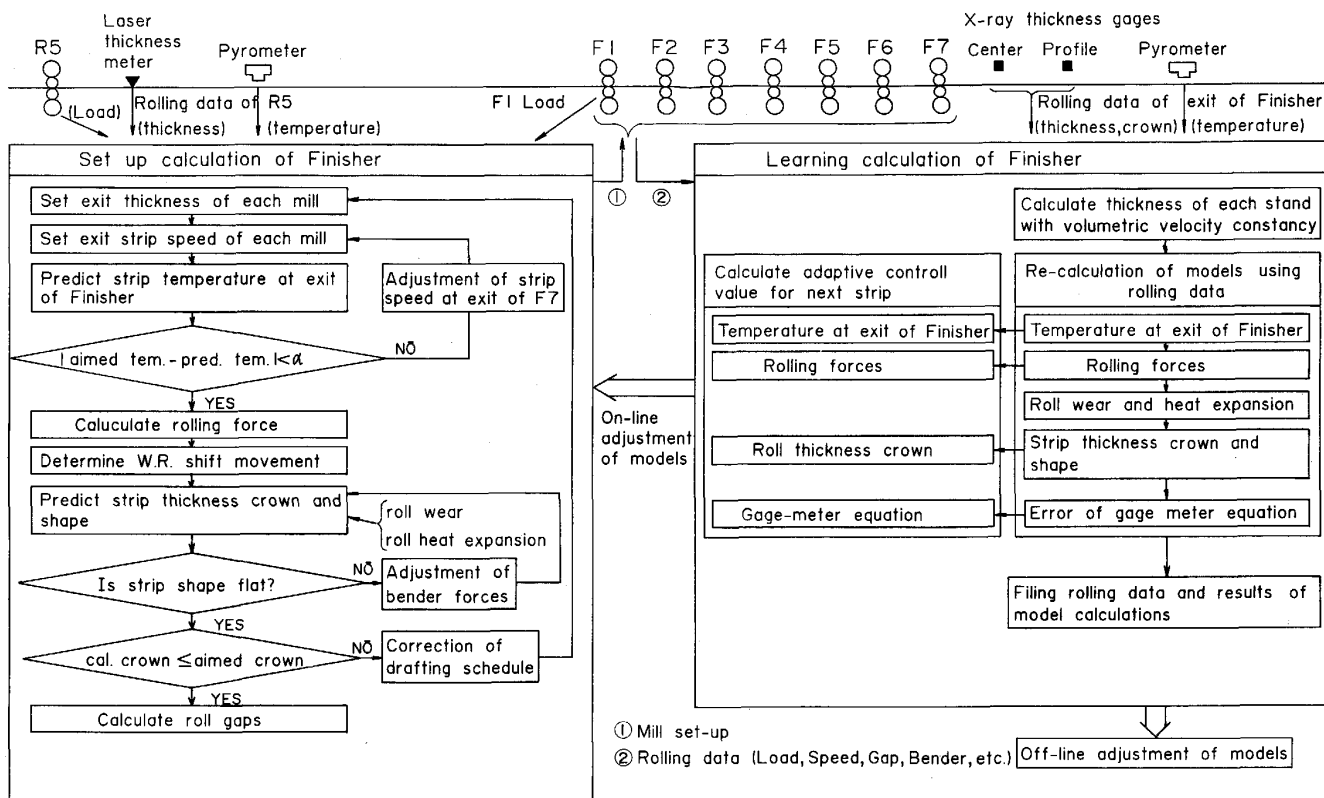 R5
Laser
thickness
meter
Pyrometer
F1 F2 F3 F4 F5 F6 F7
X-ray thickness gages
Center Profile
Pyrometer
(Load)
Rolling data of R5
(thickness) (temperature)
F1 Load
Rolling data of exit of Finisher
(thickness,crown) (temperature)
Set up calculation of Finisher
Set exit thickness of each mill
Set exit strip speed of each mill
Predict strip temperature at exit
of Finisher
Adjustment of strip
speed at exit of F7
| aimed tem.- pred. tem.|<α
NO
YES
Caluculate rolling force
Determine W.R. shift movement
Predict strip thickness crown and
shape
roll wear
roll heat expansion
Is strip shape flat?
NO
Adjustment of
bender forces
YES
cal. crown ≦ aimed crown
NO
Correction of
drafting schedule
YES
Calculate roll gaps
① ②
On-line
adjustment
of models
Learning calculation of Finisher
Calculate thickness of each stand
with volumetric velocity constancy
Calculate adaptive controll
value for next strip
Re-calculation of models using
rolling data
Temperature at exit of Finisher
Temperature at exit of Finisher
Rolling forces
Rolling forces
Roll wear and heat expansion
Roll thickness crown
Strip thickness crown and
shape
Gage-meter equation
Error of gage meter equation
Filing rolling data and results of
model calculations
① Mill set-up
② Rolling data (Load, Speed, Gap, Bender, etc.)
Off-line adjustment of models